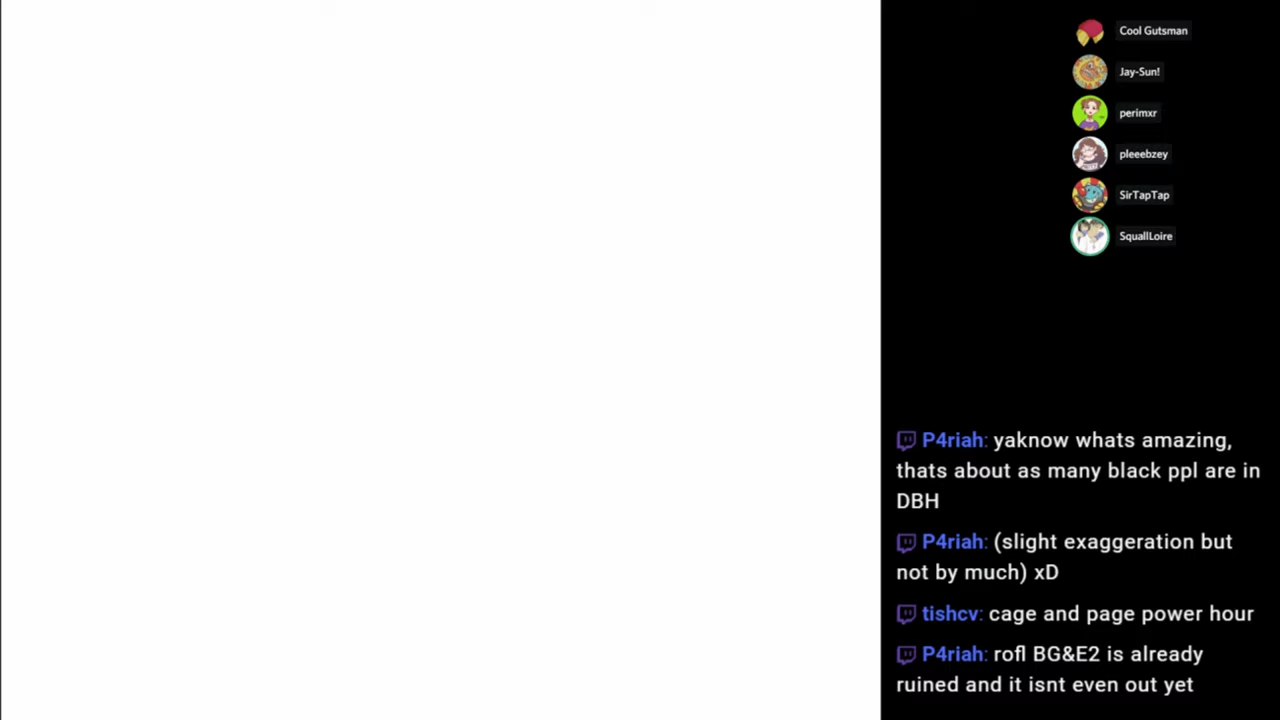 Cool Gutsman
Jay-Sun!
perimxr
pleeebzey
SirTapTap
SquallLoire
P4riah: yaknow whats amazing,
thats about as many black ppl are in
DBH
P4riah: (slight exaggeration but
not by much) xD
tishcv: cage and page power hour
P4riah: rofl BG&E2 is already
ruined and it isnt even out yet